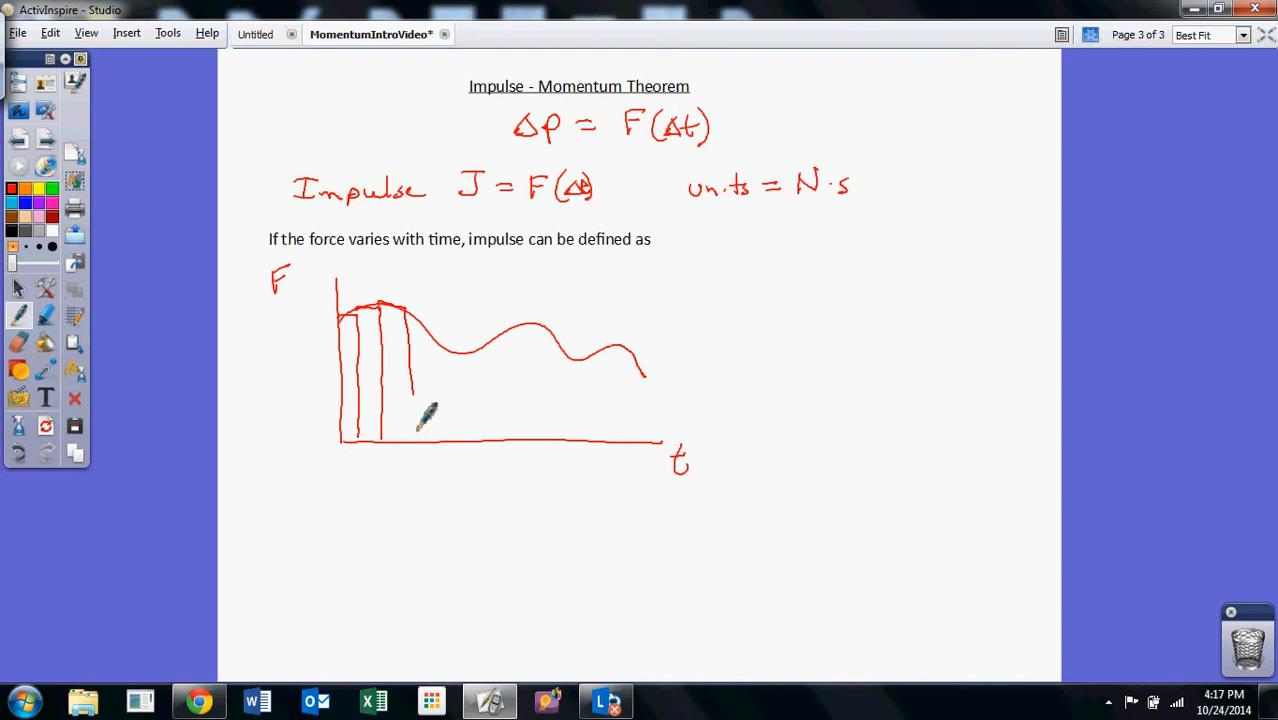 ActivInspire - Studio
File Edit View Insert Tools Help
Untitled
MomentumIntroVideo*
Page 3 of 3
Best Fit
Impulse - Momentum Theorem
Δp = F(Δt)
Impulse J = F(Δt) units = N·s
If the force varies with time, impulse can be defined as
F
t
4:17 PM
10/24/2014